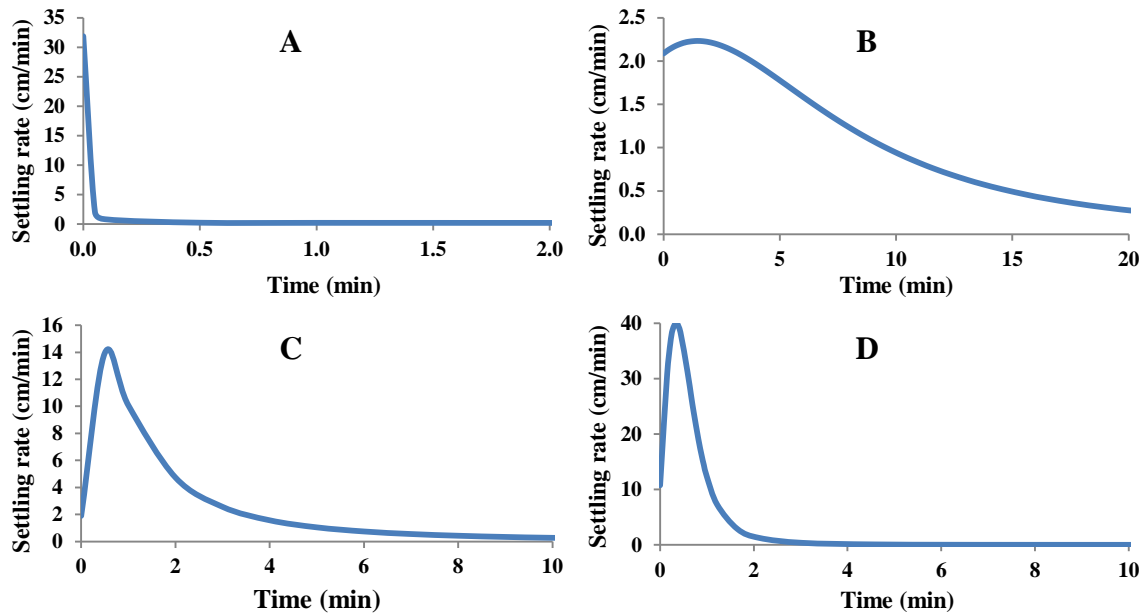 A
Settling rate (cm/min)
35
30
25
20
15
10
5
0
0.0 0.5 1.0 1.5 2.0
Time (min)
B
Settling rate (cm/min)
2.5
2.0
1.5
1.0
0.5
0.0
0 5 10 15 20
Time (min)
C
Settling rate (cm/min)
16
14
12
10
8
6
4
2
0
0 2 4 6 8 10
Time (min)
D
Settling rate (cm/min)
40
30
20
10
0
0 2 4 6 8 10
Time (min)